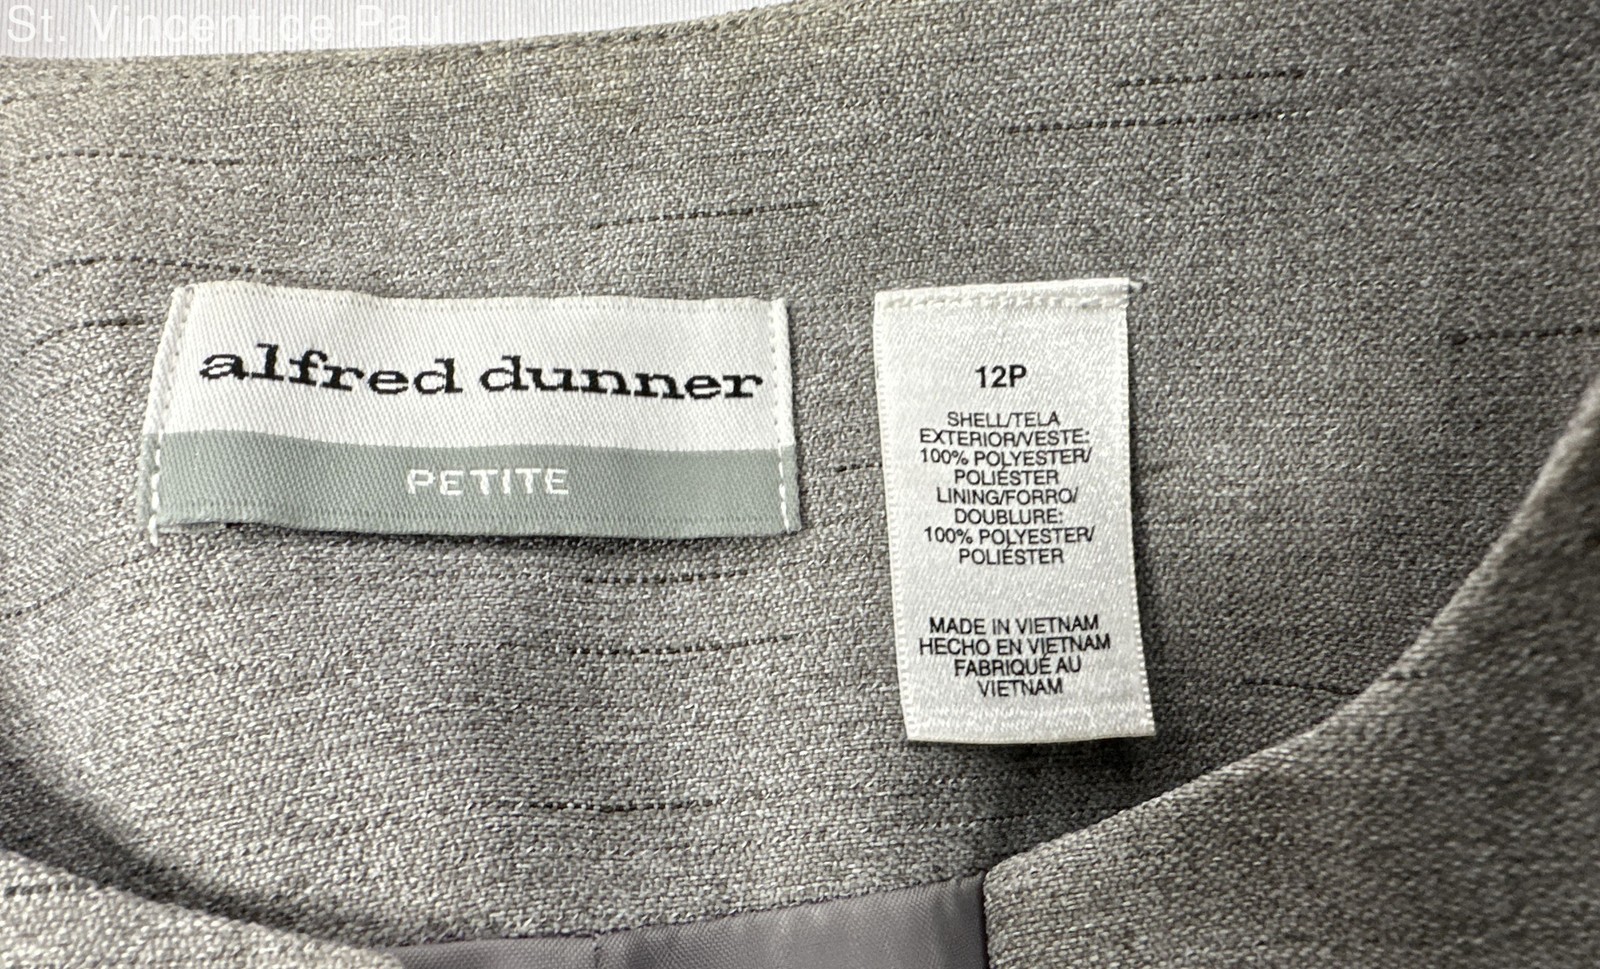 St. Vincent de Paul
alfred dunner
PETITE
12P
SHELL/TELA
EXTERIOR/VESTE:
100% POLYESTER/
POLIÉSTER
LINING/FORRO/
DOUBLURE:
100% POLYESTER/
POLIÉSTER
MADE IN VIETNAM
HECHO EN VIETNAM
FABRIQUÉ AU
VIETNAM